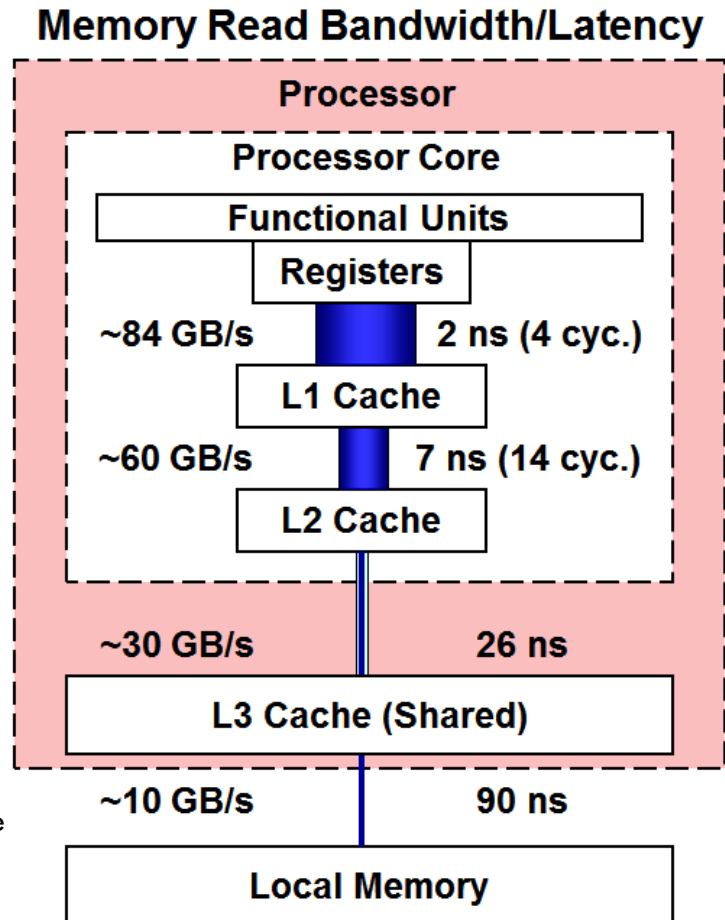 Memory Read Bandwidth/Latency
Processor
Processor Core
Functional Units
Registers
~84 GB/s 2 ns (4 cyc.)
L1 Cache
~60 GB/s 7 ns (14 cyc.)
L2 Cache
~30 GB/s 26 ns
L3 Cache (Shared)
~10 GB/s 90 ns
e
Local Memory